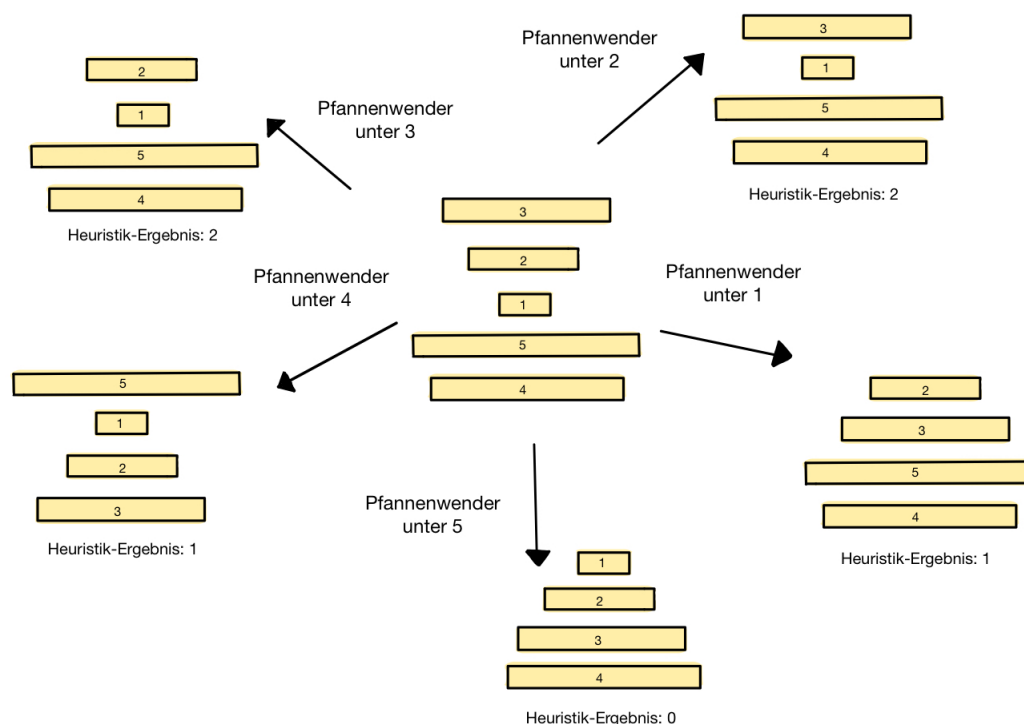 Pfannenwender
unter 2
3
1
5
4
Heuristik-Ergebnis: 2
2
1
5
4
Heuristik-Ergebnis: 2
Pfannenwender
unter 3
3
2
1
5
4
Pfannenwender
unter 4
Pfannenwender
unter 1
5
1
2
3
Heuristik-Ergebnis: 1
2
3
5
4
Heuristik-Ergebnis: 1
Pfannenwender
unter 5
1
2
3
4
Heuristik-Ergebnis: 0